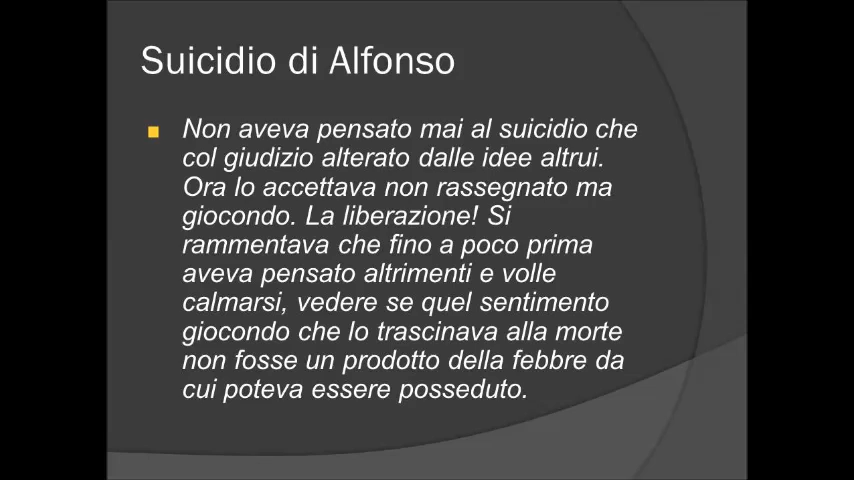 Suicidio di Alfonso
Non aveva pensato mai al suicidio che
col giudizio alterato dalle idee altrui.
Ora lo accettava non rassegnato ma
giocondo. La liberazione! Si
rammentava che fino a poco prima
aveva pensato altrimenti e volle
calmarsi, vedere se quel sentimento
giocondo che lo trascinava alla morte
non fosse un prodotto della febbre da
cui poteva essere posseduto.